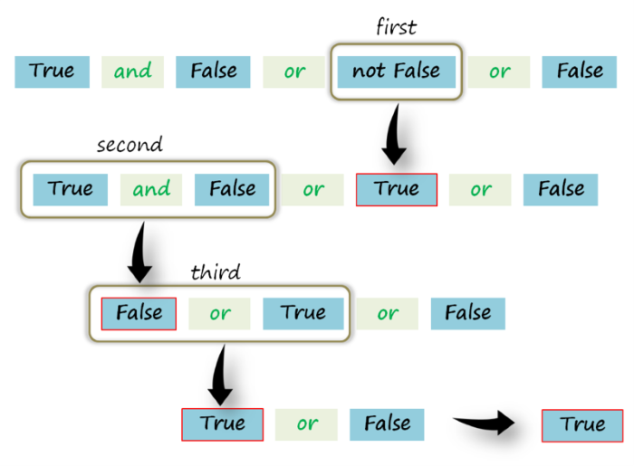 first
True and False or not False or False
second
True and False or True or False
third
False or True or False
True or False True